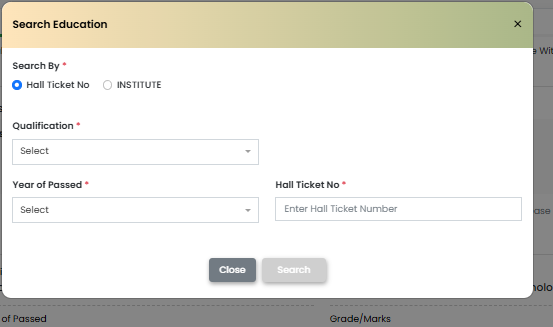 Search Education ×
Search By *
Hall Ticket No INSTITUTE
Qualification *
Select
Year of Passed * Hall Ticket No *
Select Enter Hall Ticket Number
Close Search
of Passed Grade/Marks